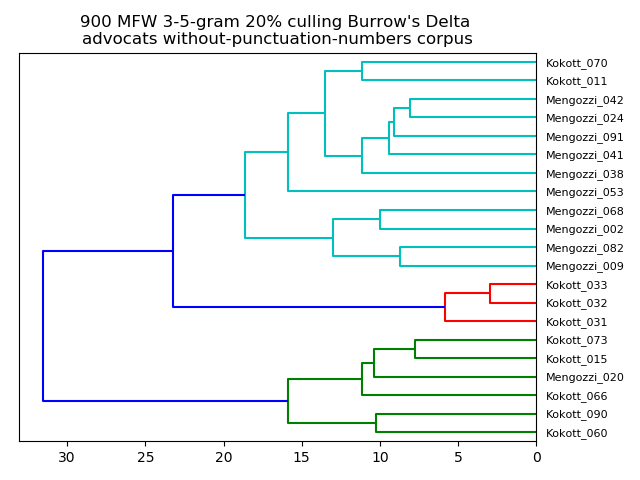 900 MFW 3-5-gram 20% culling Burrow's Delta
advocats without-punctuation-numbers corpus
Kokott_070
Kokott_011
Mengozzi_042
Mengozzi_024
Mengozzi_091
Mengozzi_041
Mengozzi_038
Mengozzi_053
Mengozzi_068
Mengozzi_002
Mengozzi_082
Mengozzi_009
Kokott_033
Kokott_032
Kokott_031
Kokott_073
Kokott_015
Mengozzi_020
Kokott_066
Kokott_090
Kokott_060
30 25 20 15 10 5 0